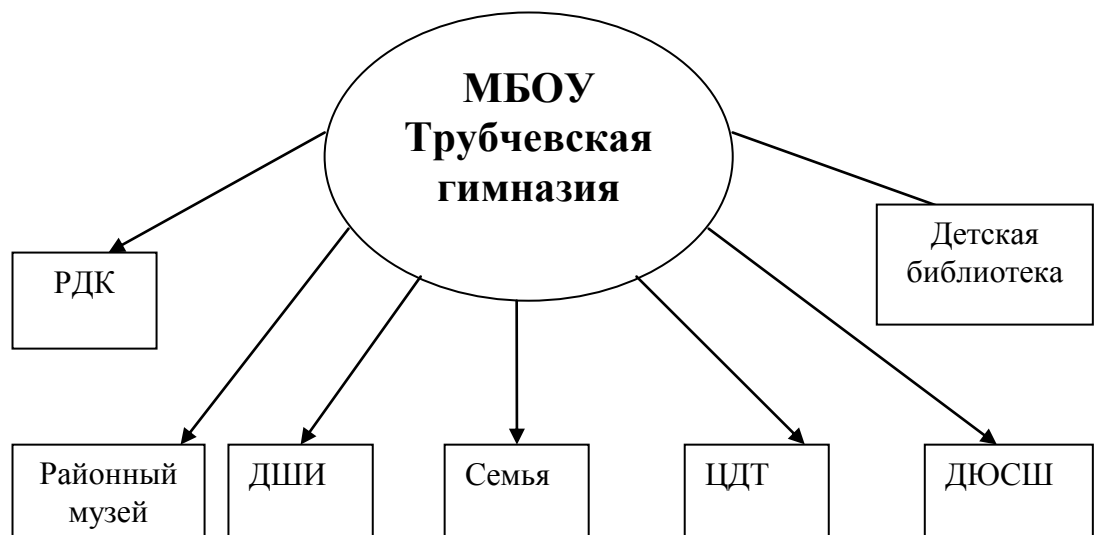 МБОУ
Трубчевская
гимназия
Детская
библиотека
РДК
Районный
музей
ДШИ
Семья
ЦДТ
ДЮСШ